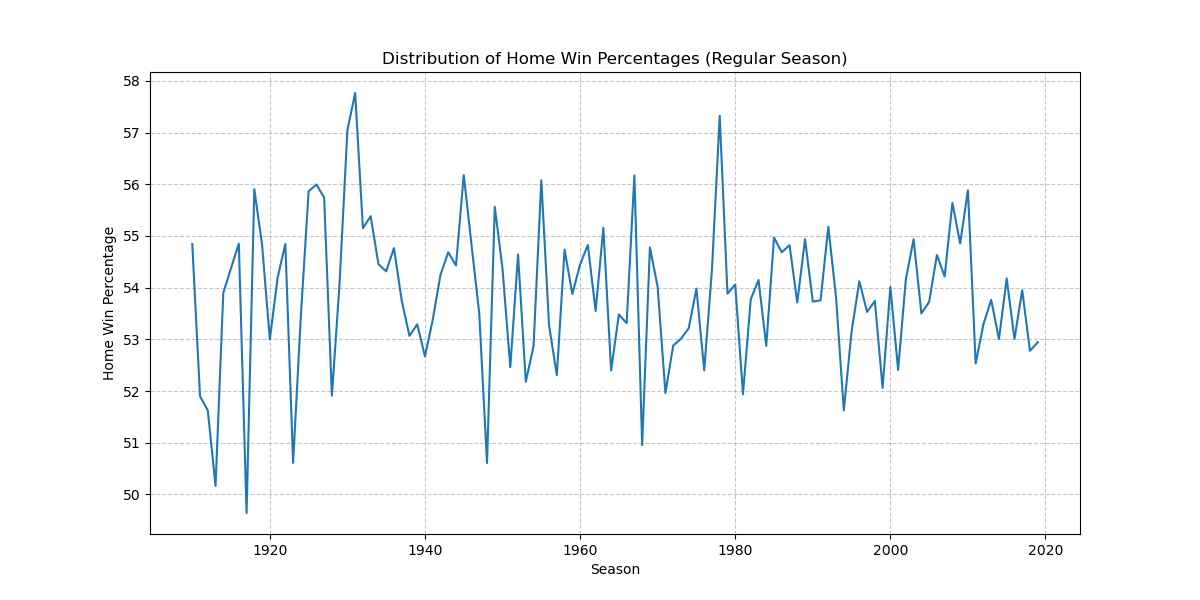 Distribution of Home Win Percentages (Regular Season)
Home Win Percentage
58
57
56
55
54
53
52
51
50
1920 1940 1960 1980 2000 2020
Season